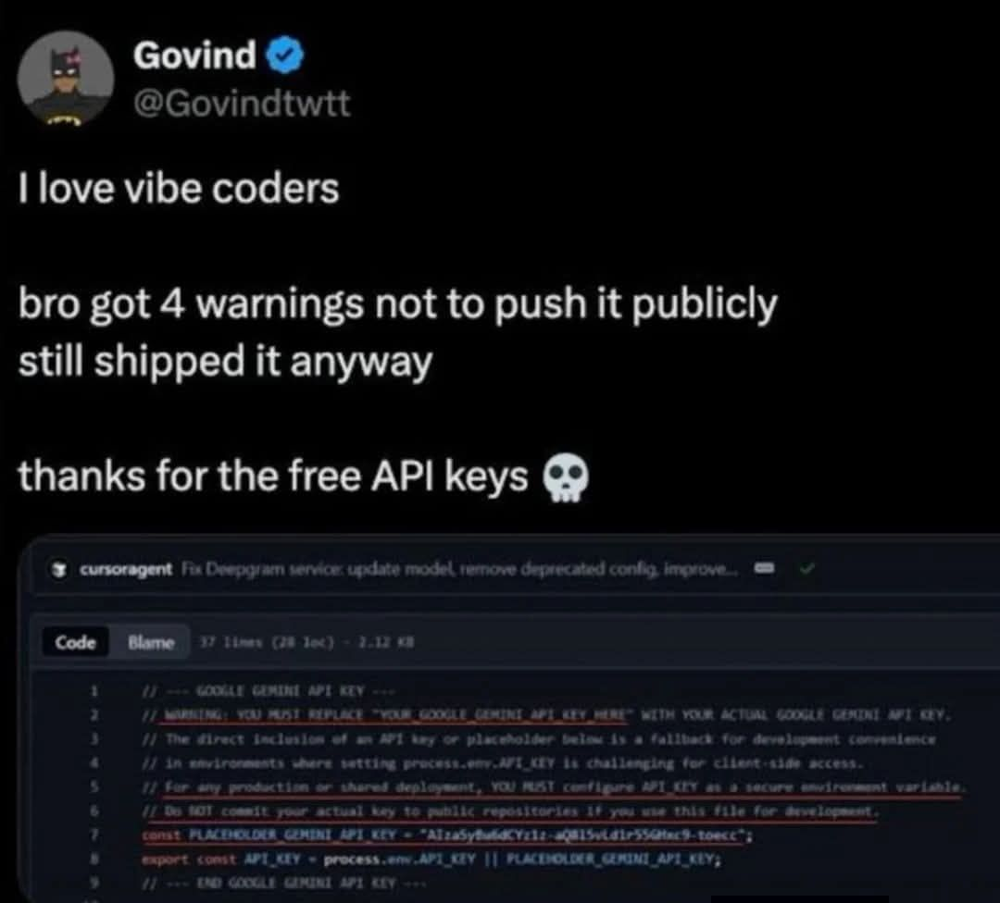 Govind
@Govindtwtt
I love vibe coders
bro got 4 warnings not to push it publicly
still shipped it anyway
thanks for the free API keys 💀
cursoragent Fix Deepgram service: update model, remove deprecated config, improve...
Code Blame 37 lines (28 loc) · 2.12 KB
1 // --- GOOGLE GEMINI API KEY ---
2 // WARNING: YOU MUST REPLACE "YOUR_GOOGLE_GEMINI_API_KEY_HERE" WITH YOUR ACTUAL GOOGLE GEMINI API KEY.
3 // The direct inclusion of an API key or placeholder below is a fallback for development convenience
4 // in environments where setting process.env.API_KEY is challenging for client-side access.
5 // For any production or shared deployment, YOU MUST configure API_KEY as a secure environment variable.
6 // Do NOT commit your actual key to public repositories if you use this file for development.
7 const PLACEHOLDER_GEMINI_API_KEY = 
8 export const API_KEY = process.env.API_KEY || PLACEHOLDER_GEMINI_API_KEY;
9 // --- END GOOGLE GEMINI API KEY ---